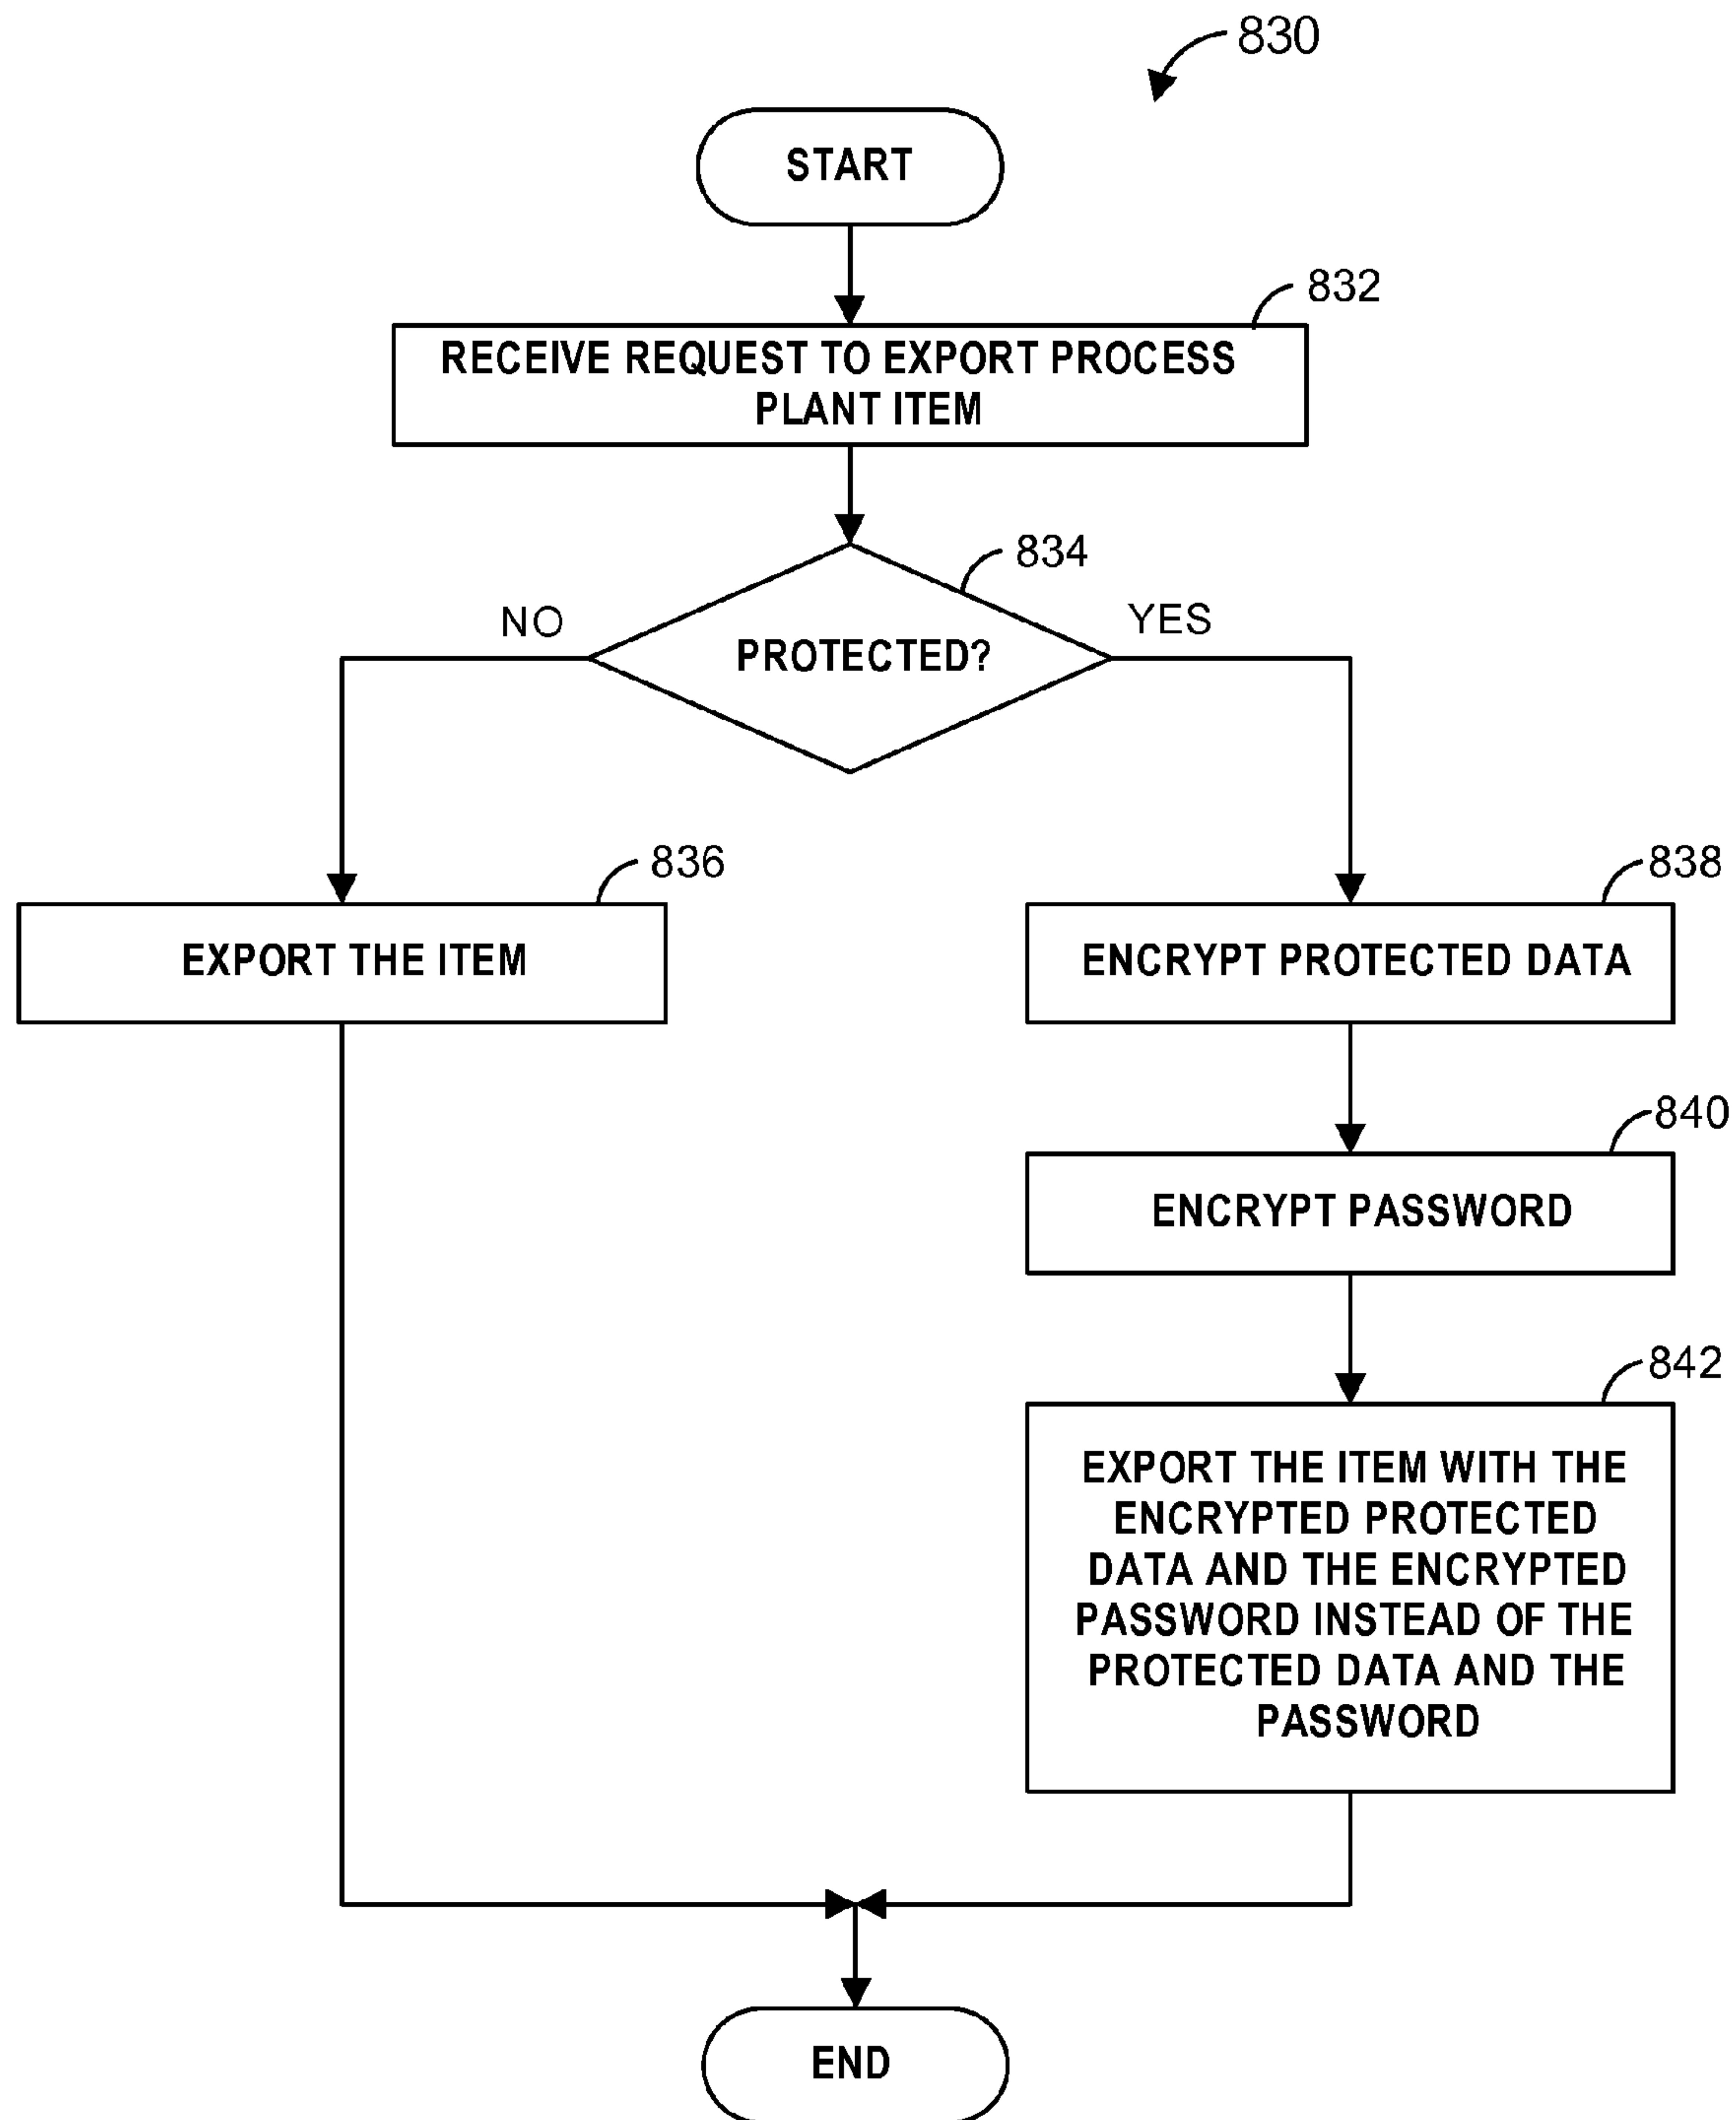 830
START
832
RECEIVE REQUEST TO EXPORT PROCESS
PLANT ITEM
834
NO
YES
PROTECTED?
836
838
EXPORT THE ITEM
ENCRYPT PROTECTED DATA
840
ENCRYPT PASSWORD
842
EXPORT THE ITEM WITH THE
ENCRYPTED PROTECTED
DATA AND THE ENCRYPTED
PASSWORD INSTEAD OF THE
PROTECTED DATA AND THE
PASSWORD
END